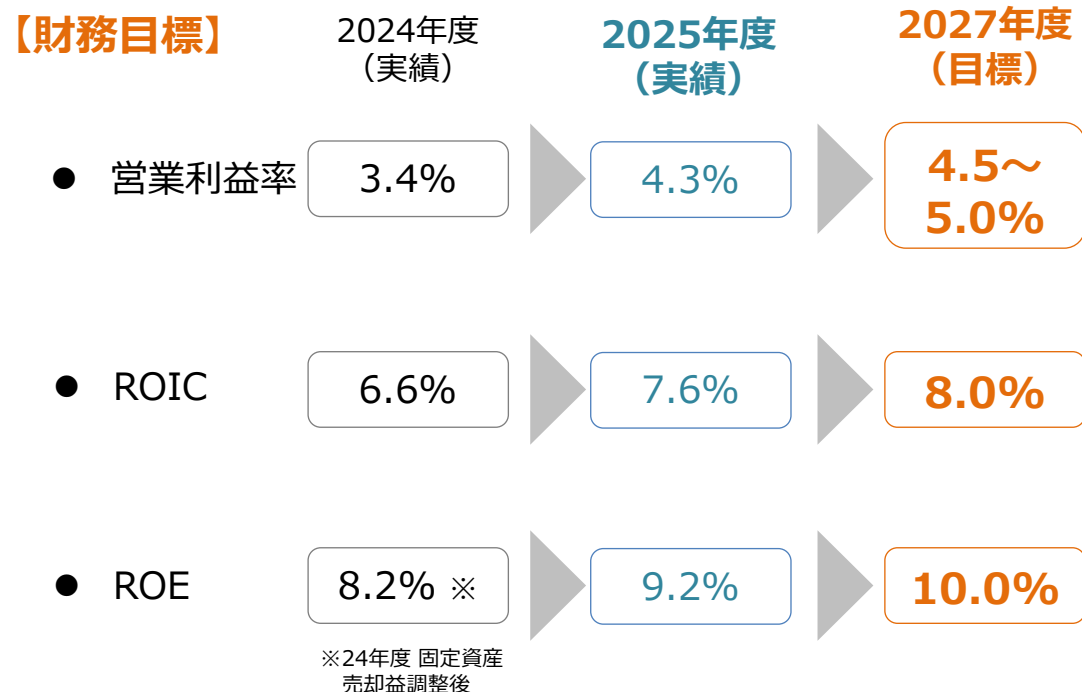 【財務目標】
2024年度
（実績）
2025年度
（実績）
2027年度
（目標）
● 営業利益率
3.4%
4.3%
4.5～
5.0%
● ROIC
6.6%
7.6%
8.0%
● ROE
8.2% ※
9.2%
10.0%
※24年度 固定資産
売却益調整後